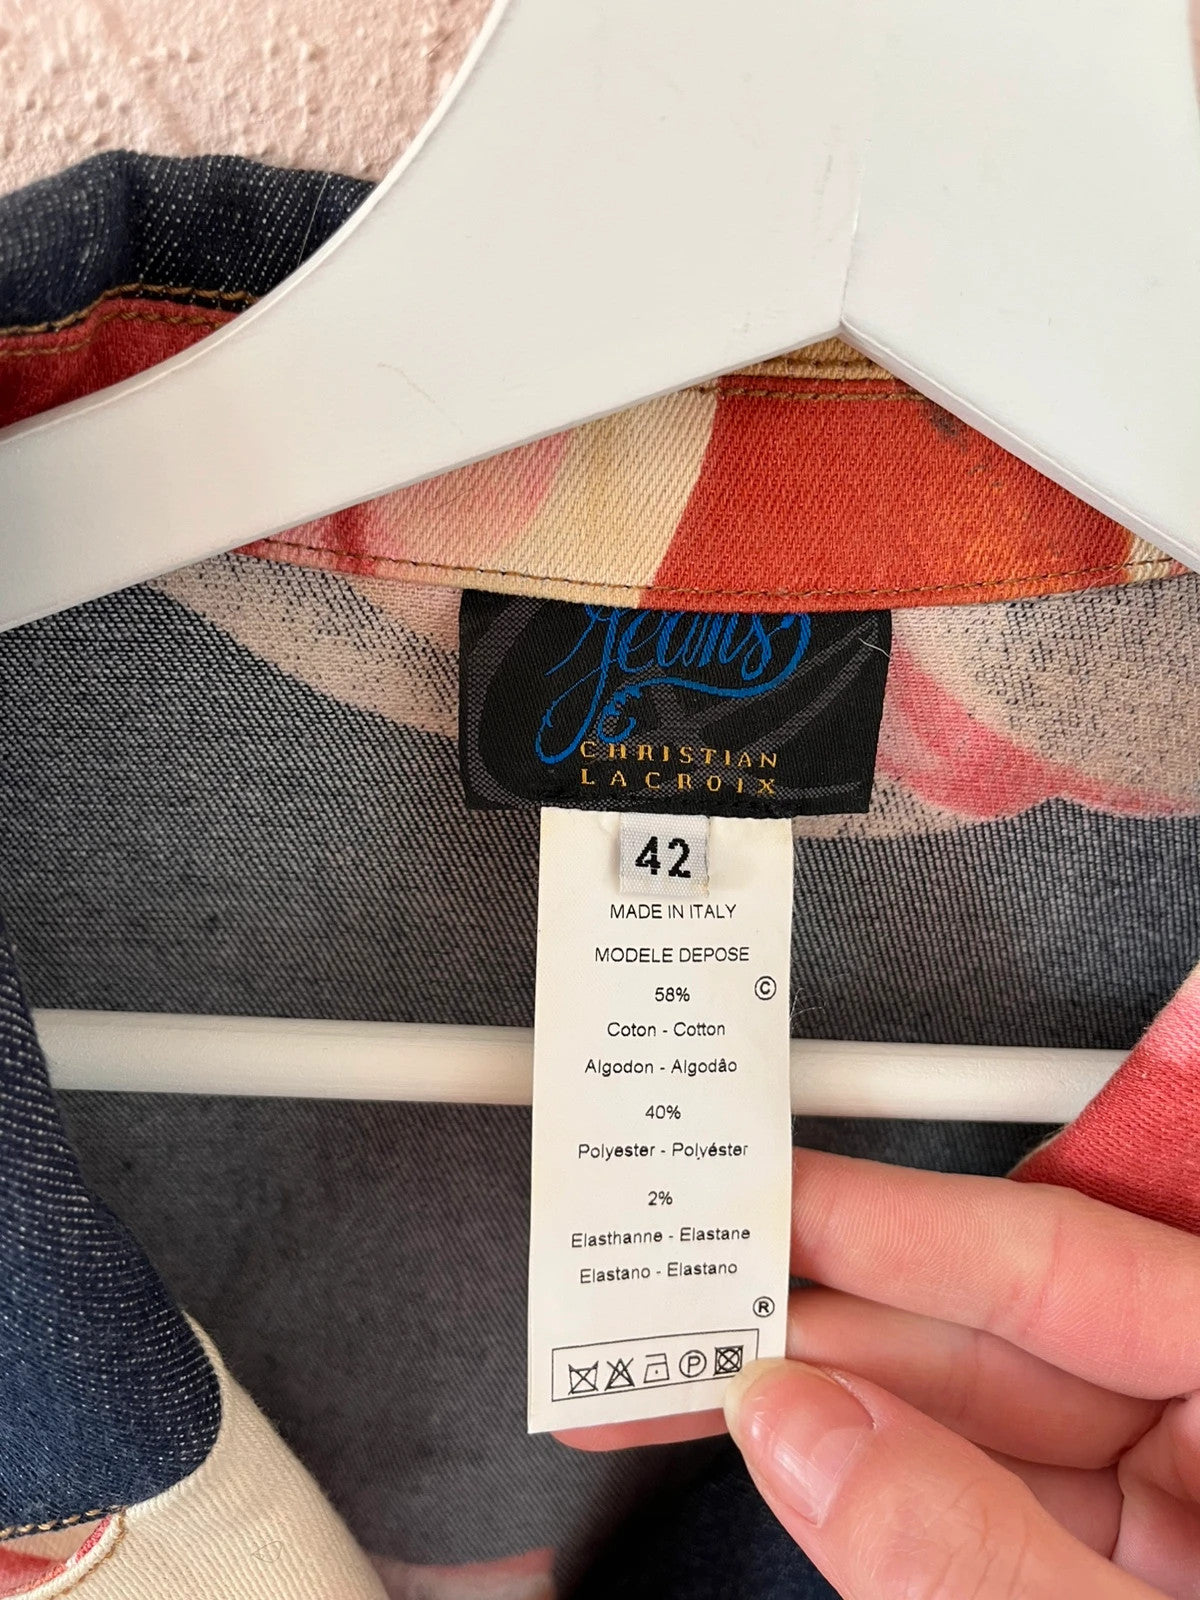 Jeans
CHRISTIAN
LACROIX
42
MADE IN ITALY
MODELE DEPOSE
58%
©
Coton - Cotton
Algodon - Algodâo
40%
Polyester - Polyéster
2%
Elasthanne - Elastane
Elastano - Elastano
®
P